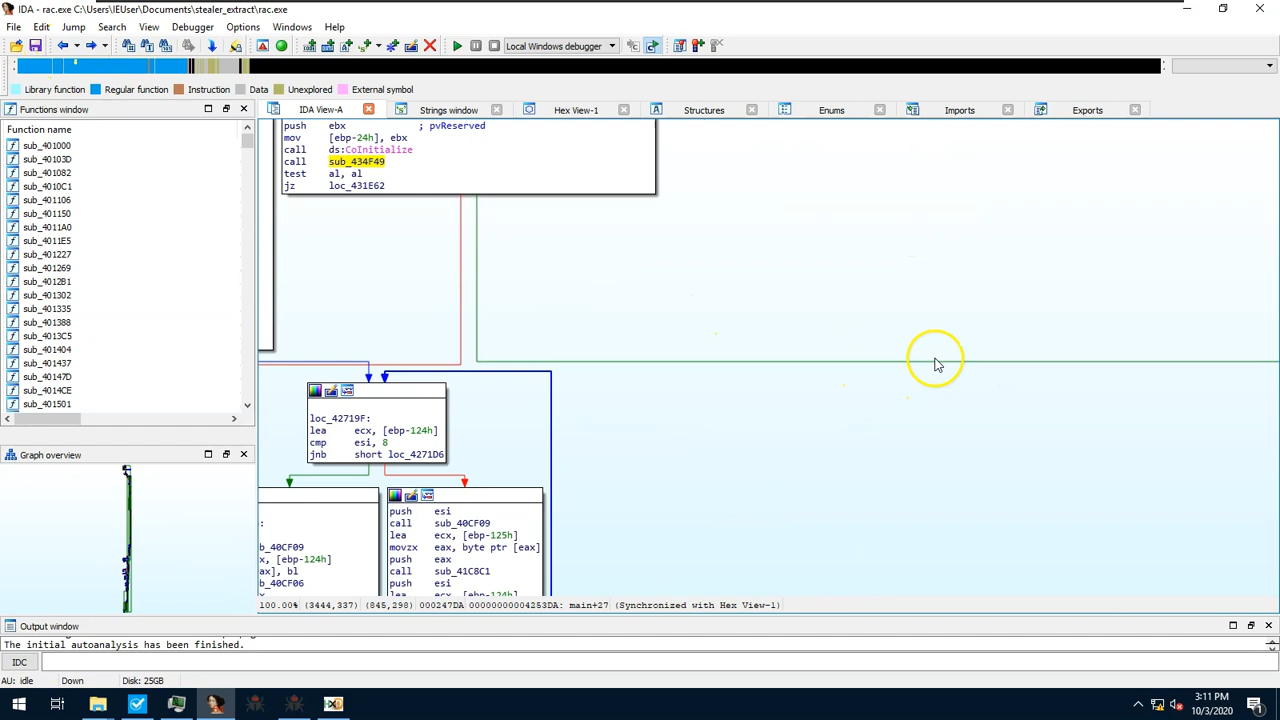 IDA - rac.exe C:\Users\IEUser\Documents\stealer_extract\rac.exe
File Edit Jump Search View Debugger Options Windows Help
Local Windows debugger
Library function Regular function Instruction Data Unexplored External symbol
Functions window
IDA View-A Strings window Hex View-1 Structures Enums Imports Exports
Function name
sub_401000
sub_40103D
sub_401082
sub_4010C1
sub_401106
sub_401150
sub_4011A0
sub_4011E5
sub_401227
sub_401269
sub_4012B1
sub_401302
sub_401335
sub_401388
sub_4013C5
sub_401404
sub_401437
sub_40147D
sub_4014CE
sub_401501
push ebx ; pvReserved
mov [ebp-24h], ebx
call ds:CoInitialize
call sub_434F49
test al, al
jz loc_431E62
loc_42719F:
lea ecx, [ebp-124h]
cmp esi, 8
jnb short loc_4271D6
:
b_40CF09
x, [ebp-124h]
ax], bl
b_40CF06
push esi
call sub_40CF09
lea ecx, [ebp-125h]
movzx eax, byte ptr [eax]
push eax
call sub_41C8C1
push esi
lea ecx, [ebp-124h]
Graph overview
100.00% (3444,337) (845,298) 000247DA 00000000004253DA: main+27 (Synchronized with Hex View-1)
Output window
The initial autoanalysis has been finished.
IDC
AU: idle Down Disk: 25GB
3:11 PM
10/3/2020